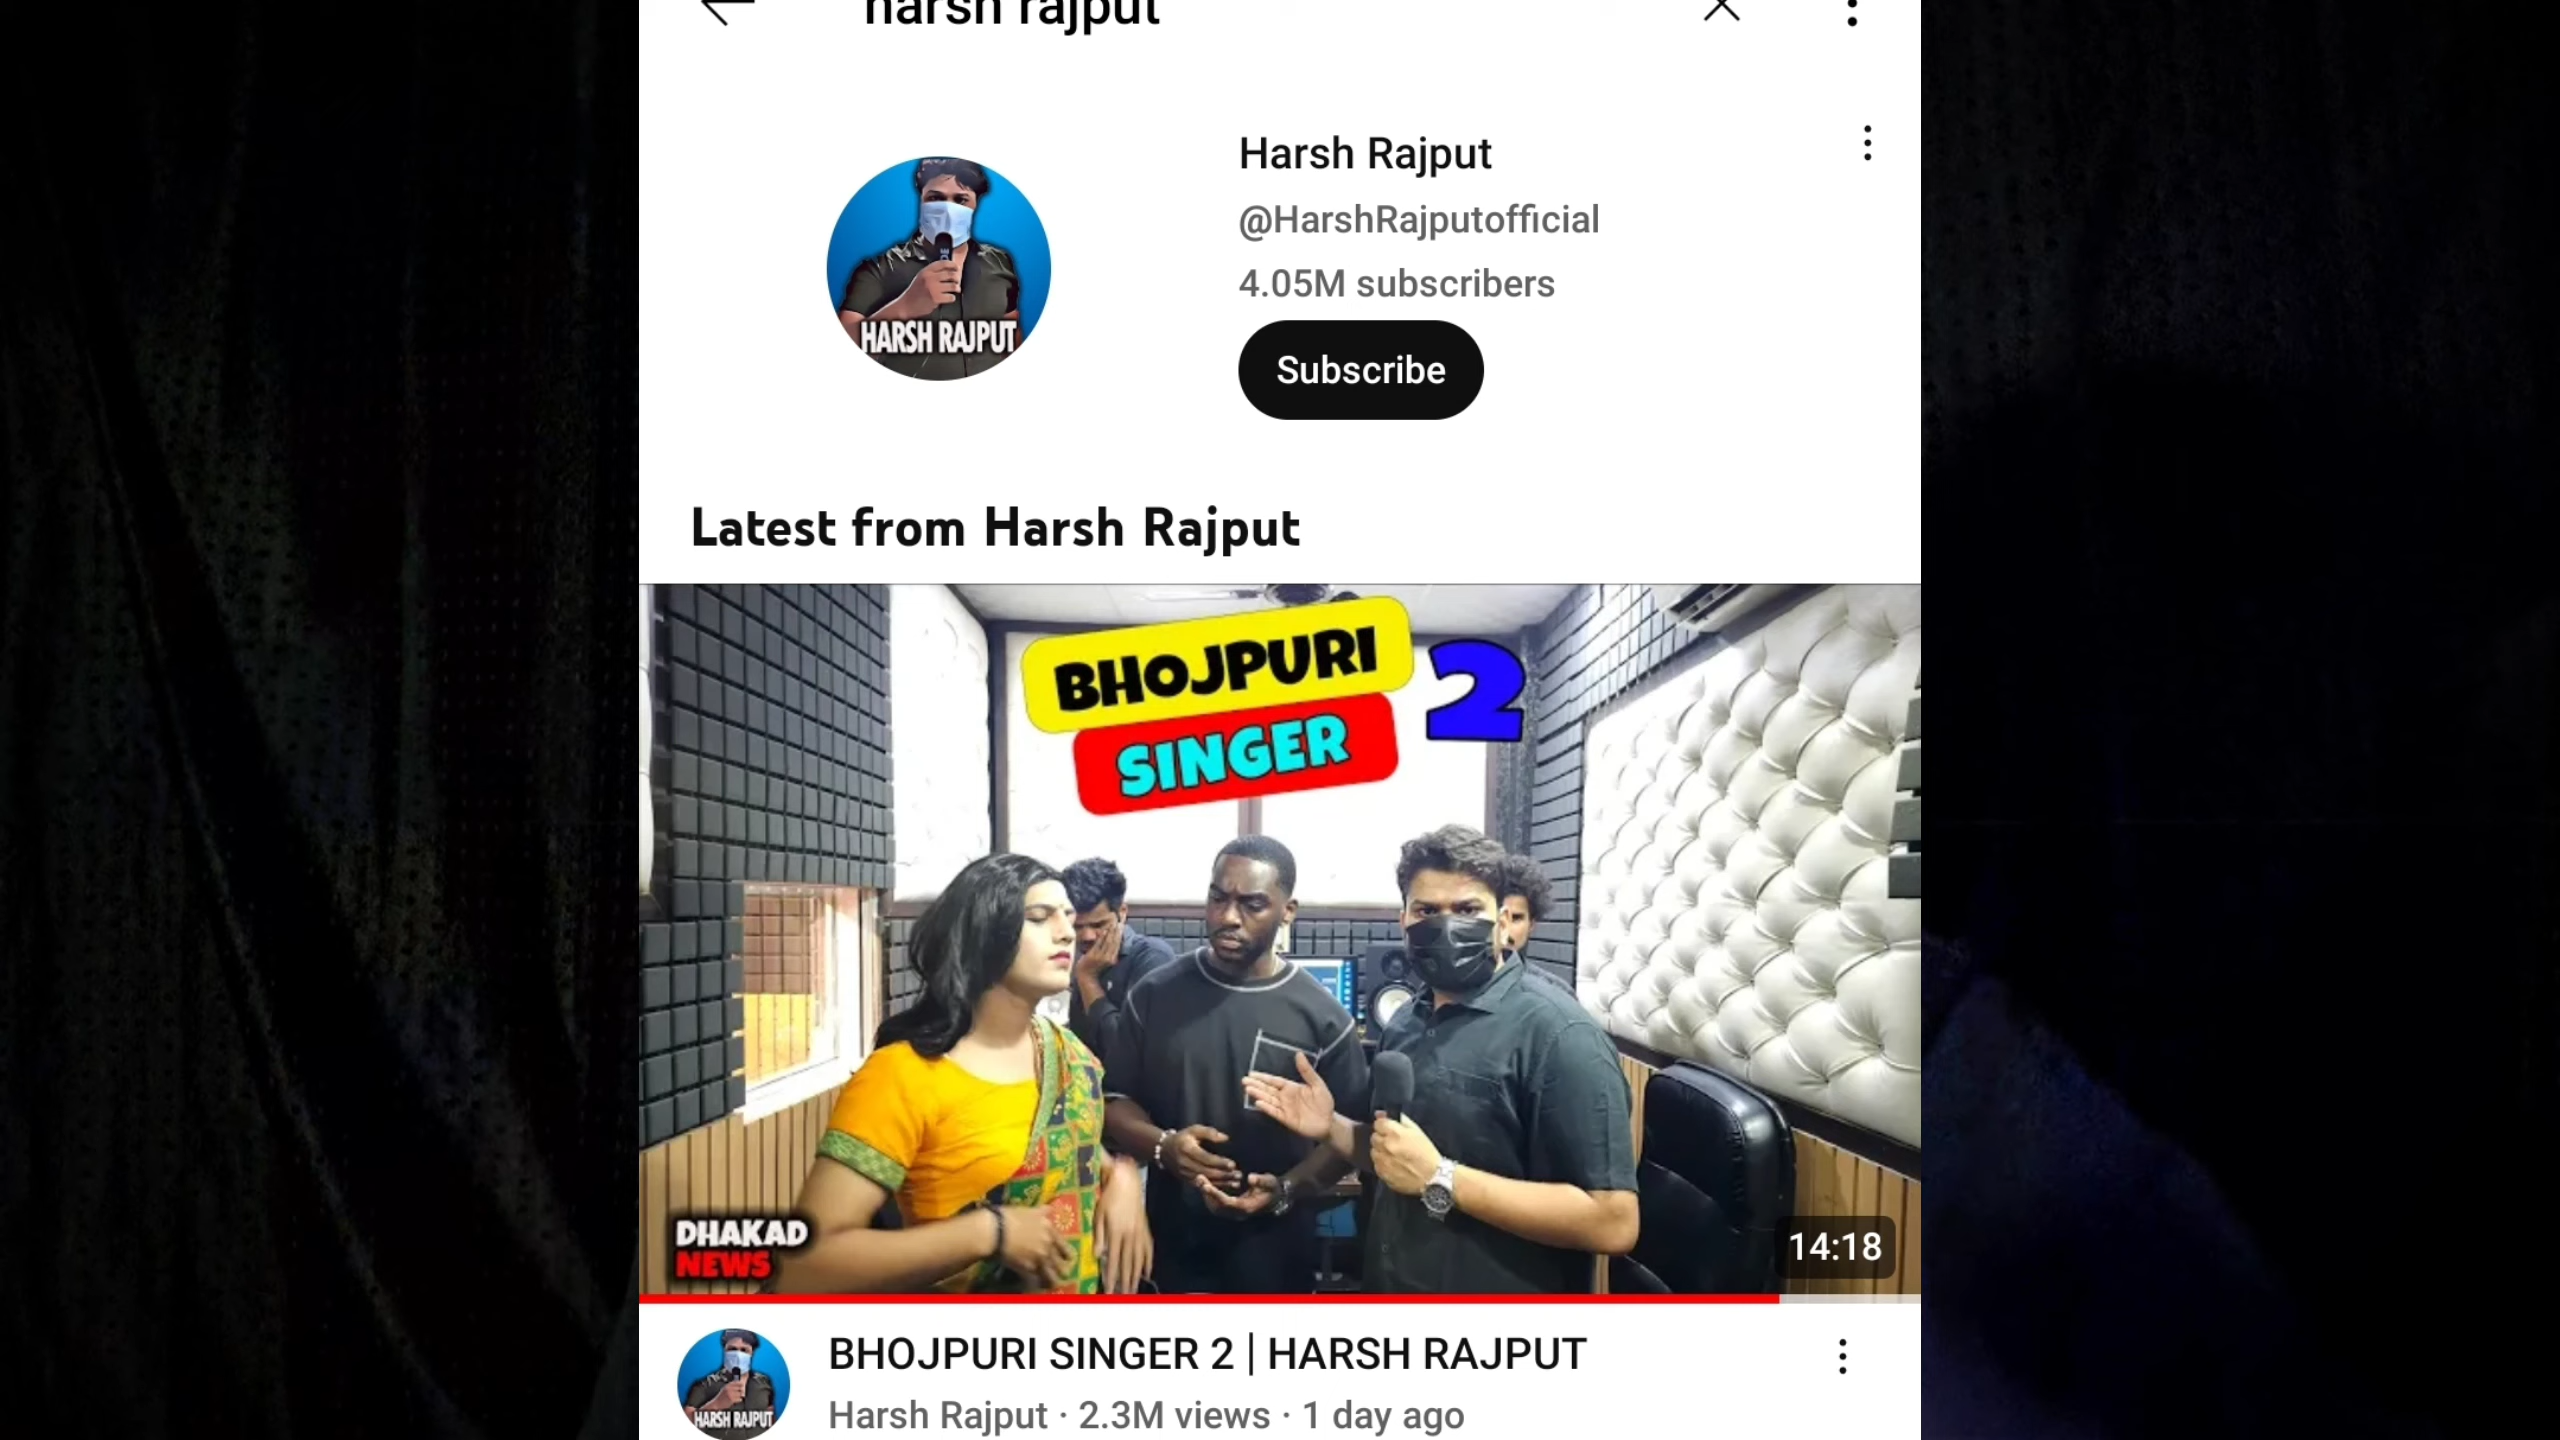 harsh rajput
Harsh Rajput
@HarshRajputofficial
4.05M subscribers
Subscribe
HARSH RAJPUT
Latest from Harsh Rajput
BHOJPURI 2
SINGER
DHAKAD
NEWS
14:18
BHOJPURI SINGER 2 | HARSH RAJPUT
Harsh Rajput · 2.3M views · 1 day ago
HARSH RAJPUT